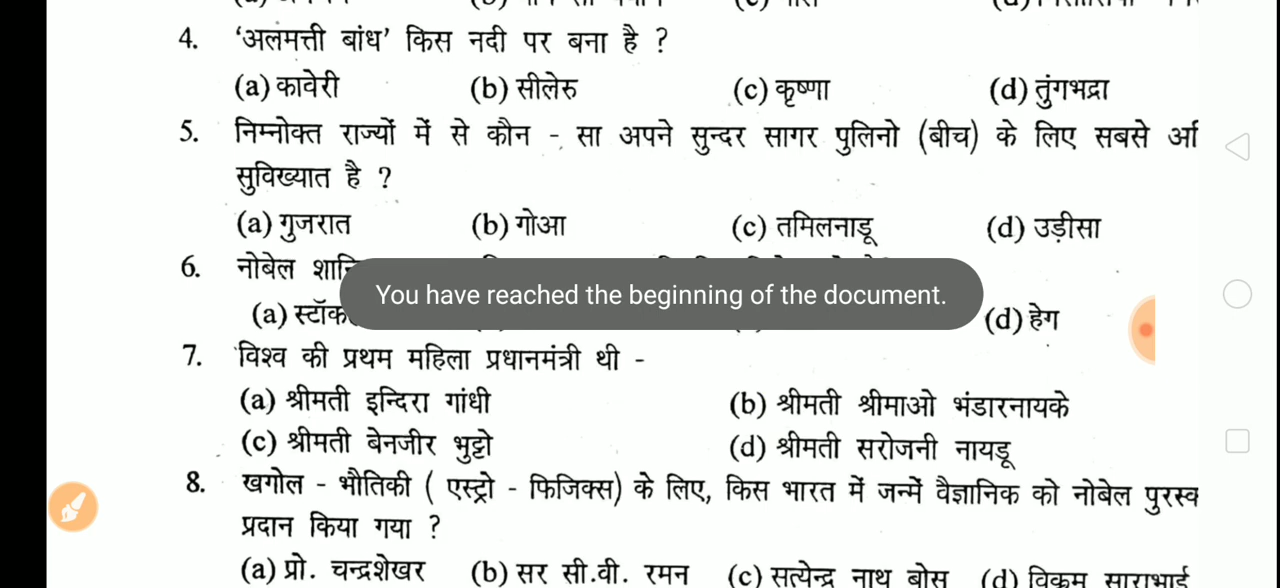 4. ‘अलमत्ती बांध’ किस नदी पर बना है ?
(a) कावेरी (b) सीलेरु (c) कृष्णा (d) तुंगभद्रा
5. निम्नोक्त राज्यों में से कौन - सा अपने सुन्दर सागर पुलिनो (बीच) के लिए सबसे
सुविख्यात है ?
(a) गुजरात (b) गोआ (c) तमिलनाडू (d) उड़ीसा
6. नोबेल
You have reached the beginning of the document.
(a) (d) हेग
7. विश्व की प्रथम महिला प्रधानमंत्री थी -
(a) श्रीमती इन्दिरा गांधी (b) श्रीमती श्रीमाओ भंडारनायके
(c) श्रीमती बेनजीर भुट्टो (d) श्रीमती सरोजनी नायडू
8. खगोल - भौतिकी ( एस्ट्रो - फिजिक्स) के लिए, किस भारत में जन्में वैज्ञानिक को नोबेल
प्रदान किया गया ?
(a) प्रो. चन्द्रशेखर (b) सर सी.वी. रमन (c) सत्येन्द्र नाथ बोस (d) विक्रम साराभाई